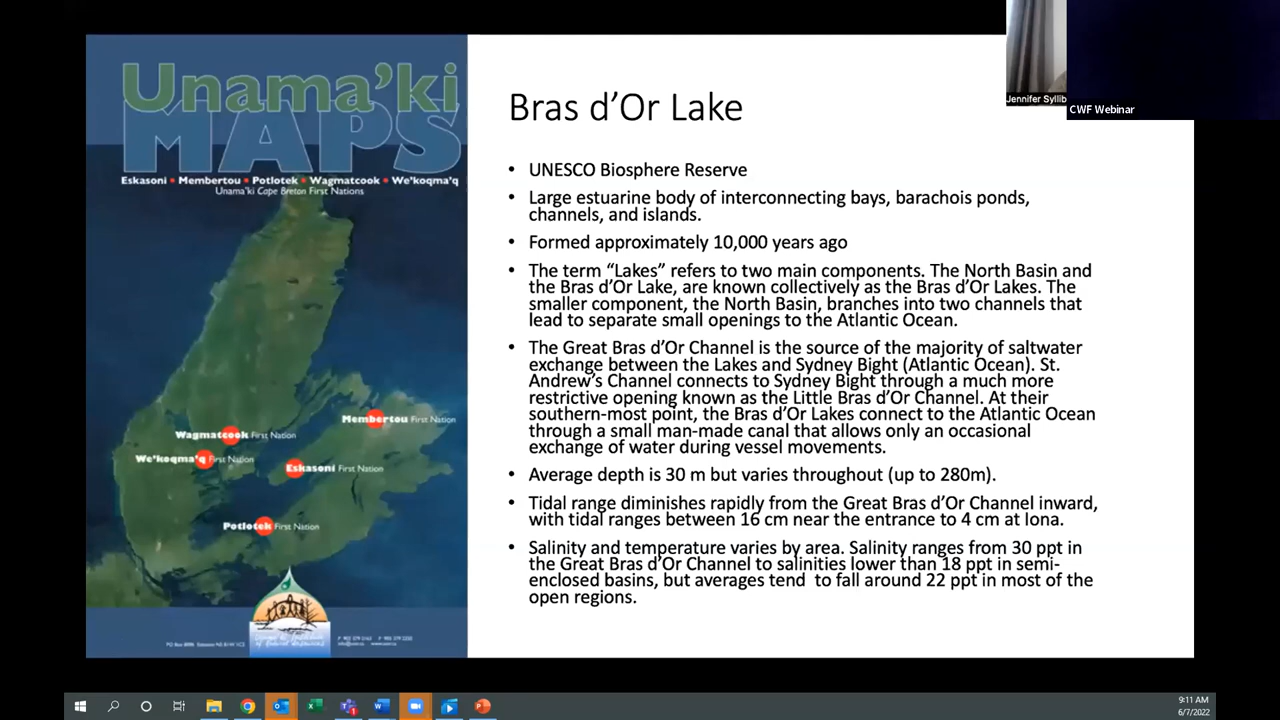 Unama'ki
MAPS
Eskasoni • Membertou • Potlotek • Wagmatcook • We'koqma'q
Unama'ki Cape Breton First Nations
Membertou First Nation
Wagmatcook First Nation
We'koqma'q First Nation
Eskasoni First Nation
Potlotek First Nation
Jennifer Syllib
CWF Webinar
Bras d'Or Lake
• UNESCO Biosphere Reserve
• Large estuarine body of interconnecting bays, barachois ponds,
channels, and islands.
• Formed approximately 10,000 years ago
• The term “Lakes” refers to two main components. The North Basin and
the Bras d’Or Lake, are known collectively as the Bras d’Or Lakes. The
smaller component, the North Basin, branches into two channels that
lead to separate small openings to the Atlantic Ocean.
• The Great Bras d’Or Channel is the source of the majority of saltwater
exchange between the Lakes and Sydney Bight (Atlantic Ocean). St.
Andrew’s Channel connects to Sydney Bight through a much more
restrictive opening known as the Little Bras d’Or Channel. At their
southern-most point, the Bras d’Or Lakes connect to the Atlantic Ocean
through a small man-made canal that allows only an occasional
exchange of water during vessel movements.
• Average depth is 30 m but varies throughout (up to 280m).
• Tidal range diminishes rapidly from the Great Bras d’Or Channel inward,
with tidal ranges between 16 cm near the entrance to 4 cm at Iona.
• Salinity and temperature varies by area. Salinity ranges from 30 ppt in
the Great Bras d’Or Channel to salinities lower than 18 ppt in semi-
enclosed basins, but averages tend to fall around 22 ppt in most of the
open regions.
9:11 AM
6/7/2022